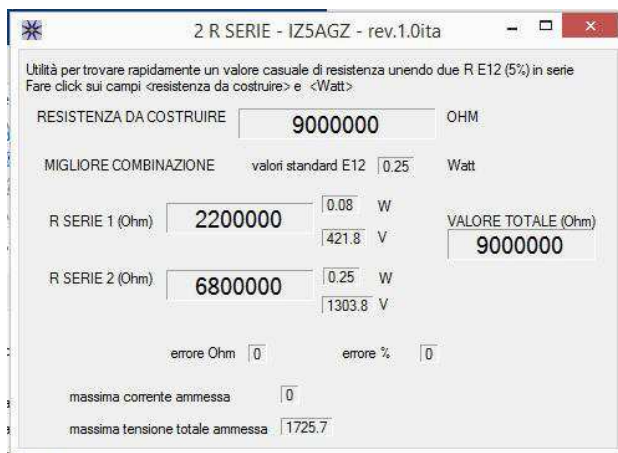 2 R SERIE - IZ5AGZ - rev.1.0ita
Utilità per trovare rapidamente un valore casuale di resistenza unendo due R E12 (5%) in serie
Fare click sui campi <resistenza da costruire> e <Watt>
RESISTENZA DA COSTRUIRE 9000000 OHM
MIGLIORE COMBINAZIONE valori standard E12 0.25 Watt
R SERIE 1 (Ohm) 2200000 0.08 W
421.8 V
VALORE TOTALE (Ohm)
9000000
R SERIE 2 (Ohm) 6800000 0.25 W
1303.8 V
errore Ohm 0 errore % 0
massima corrente ammessa 0
massima tensione totale ammessa 1725.7